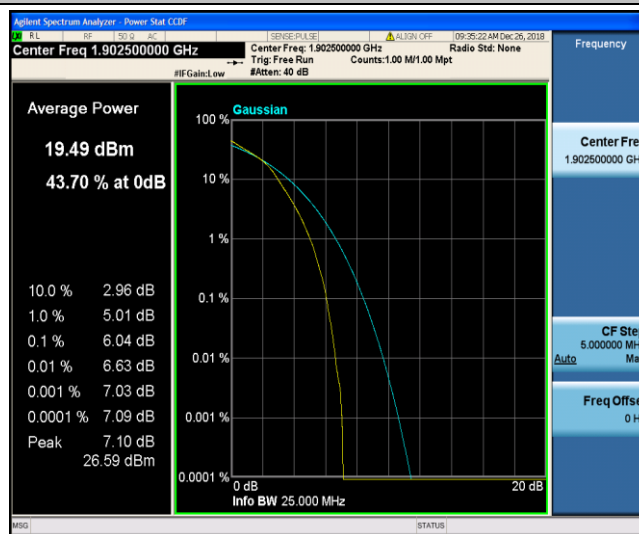 Agilent Spectrum Analyzer - Power Stat CCDF
RL RF 50 Ω AC SENSE:PULSE ALIGN OFF 09:35:22 AM Dec 26, 2018
Center Freq 1.902500000 GHz
Center Freq: 1.902500000 GHz Radio Std: None
Trig: Free Run Counts:1.00 M/1.00 Mpt
#IFGain:Low #Atten: 40 dB
Frequency
Average Power
19.49 dBm
43.70 % at 0dB
10.0 % 2.96 dB
1.0 % 5.01 dB
0.1 % 6.04 dB
0.01 % 6.63 dB
0.001 % 7.03 dB
0.0001 % 7.09 dB
Peak 7.10 dB
26.59 dBm
Gaussian
100 %
10 %
1 %
0.1 %
0.01 %
0.001 %
0.0001 %
0 dB 20 dB
Info BW 25.000 MHz
Center Fre
1.902500000 GH
CF Ste
5.000000 MH
Auto Ma
Freq Offse
0 H
MSG STATUS